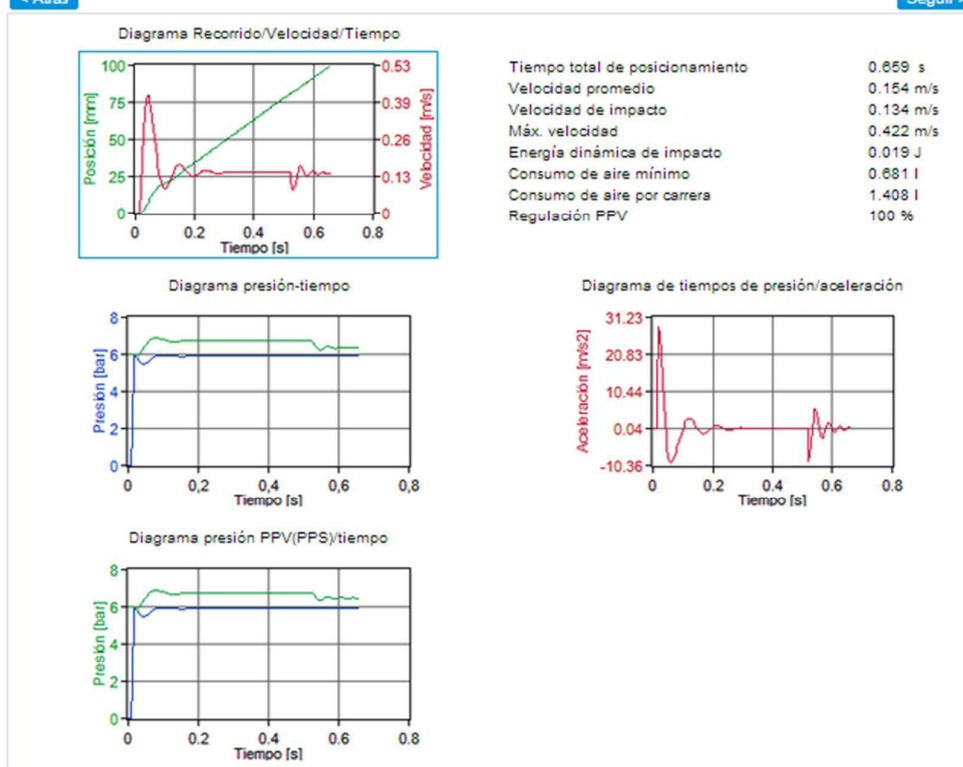 < Atrás
Seguir >
Diagrama Recorrido/Velocidad/Tiempo
100
75
50
25
0
Posición [mm]
0.53
0.39
0.26
0.13
0
Velocidad [m/s]
0 0.2 0.4 0.6 0.8
Tiempo [s]
Tiempo total de posicionamiento 0.659 s
Velocidad promedio 0.154 m/s
Velocidad de impacto 0.134 m/s
Máx. velocidad 0.422 m/s
Energía dinámica de impacto 0.019 J
Consumo de aire mínimo 0.681 l
Consumo de aire por carrera 1.408 l
Regulación PPV 100 %
Diagrama presión-tiempo
8
6
4
2
0
Presión [bar]
0 0,2 0,4 0,6 0,8
Tiempo [s]
Diagrama de tiempos de presión/aceleración
31.23
20.83
10.44
0.04
-10.36
Aceleración [m/s2]
0 0.2 0.4 0.6 0.8
Tiempo [s]
Diagrama presión PPV(PPS)/tiempo
8
6
4
2
0
Presión [bar]
0 0.2 0.4 0.6 0.8
Tiempo [s]